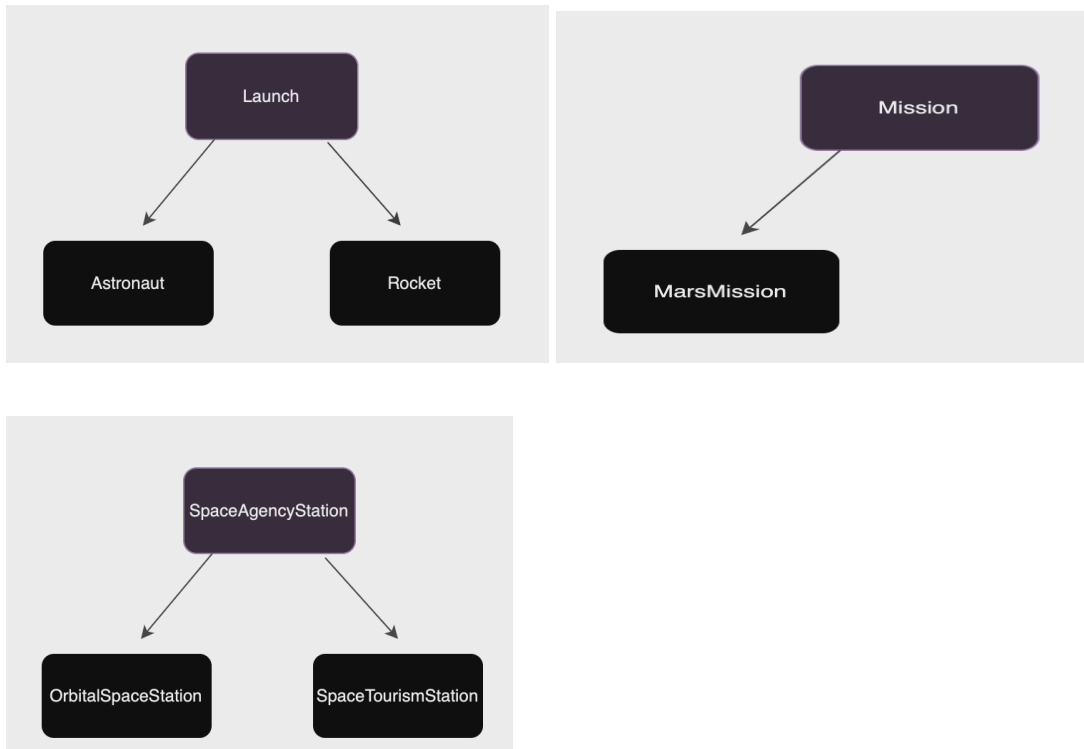 Launch
Astronaut
Rocket
Mission
MarsMission
SpaceAgencyStation
OrbitalSpaceStation
SpaceTourismStation